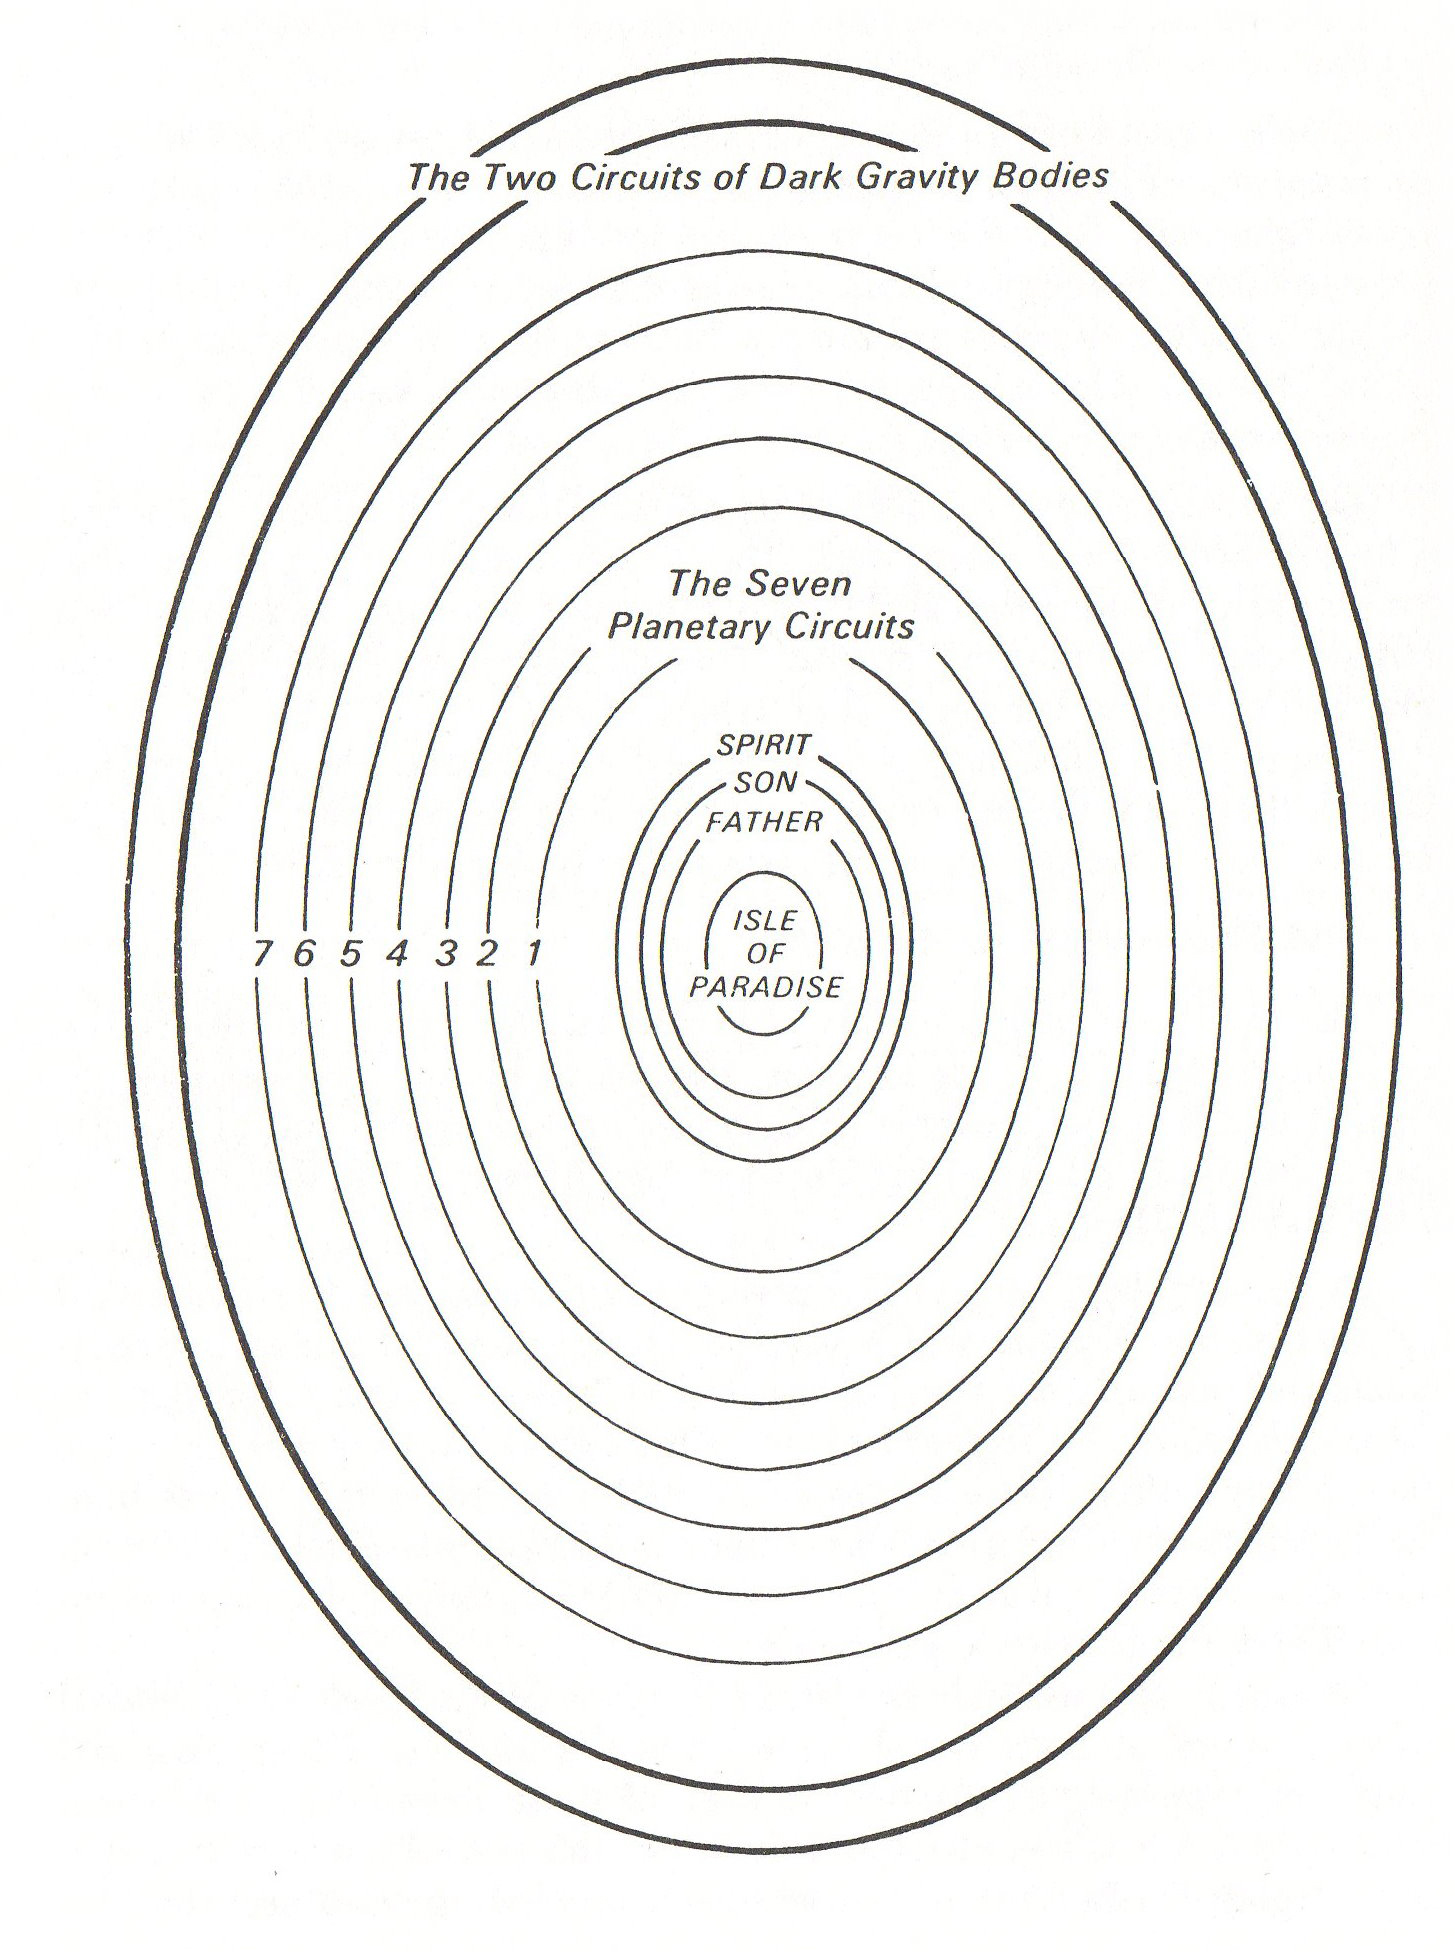 The Two Circuits of Dark Gravity Bodies
The Seven
Planetary Circuits
SPIRIT
SON
FATHER
ISLE
7 6 5 4 3 2 1 OF
PARADISE